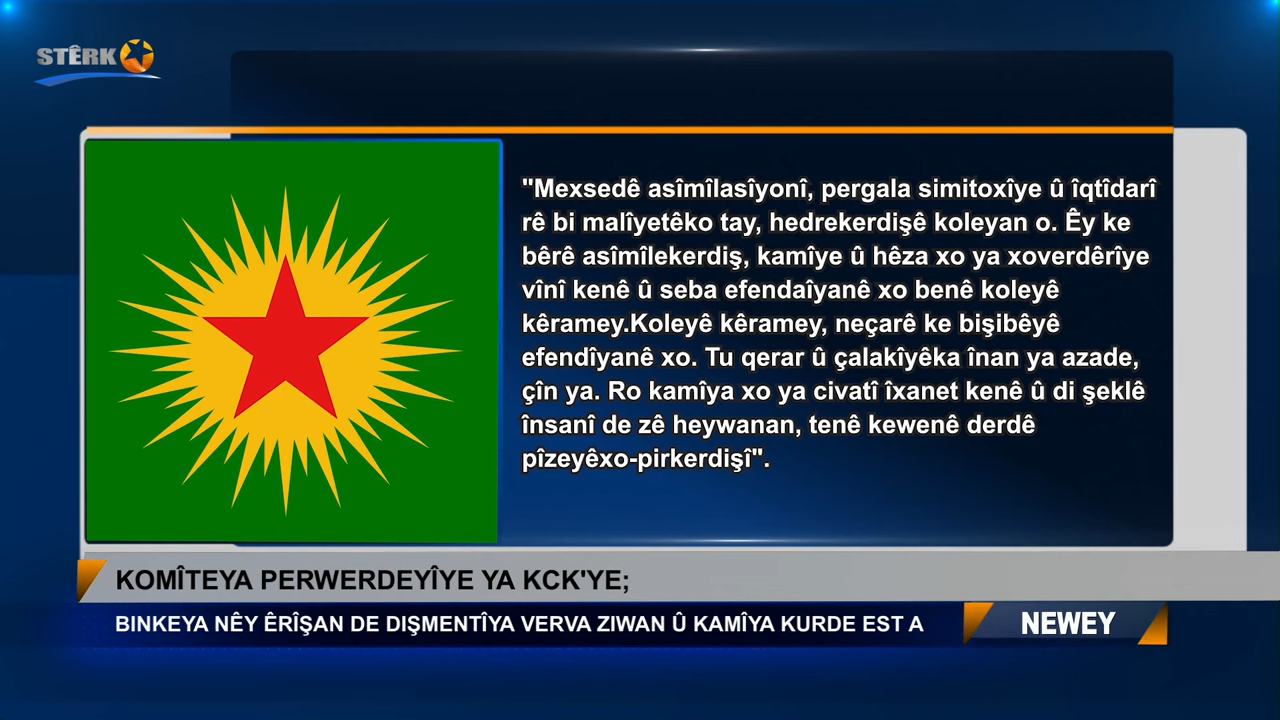 STÊRK
"Mexsedê asîmîlasîyonî, pergala simitoxîye û îqtîdarî
rê bi malîyetêko tay, hedrekerdişê koleyan o. Êy ke
bêrê asîmîlekerdiş, kamîye û hêza xo ya xoverdêrîye
vînî kenê û seba efendaîyanê xo benê koleyê
kêramey.Koleyê kêramey, neçarê ke bişibêyê
efendîyanê xo. Tu qerar û çalakîyêka înan ya azade,
çîn ya. Ro kamîya xo ya civatî îxanet kenê û di şeklê
însanî de zê heywanan, tenê kewenê derdê
pîzeyêxo-pirkerdişî".
KOMÎTEYA PERWERDEYÎYE YA KCK'YE;
BINKEYA NÊY ÊRÎŞAN DE DIŞMENTÎYA VERVA ZIWAN Û KAMÎYA KURDE EST A
NEWEY